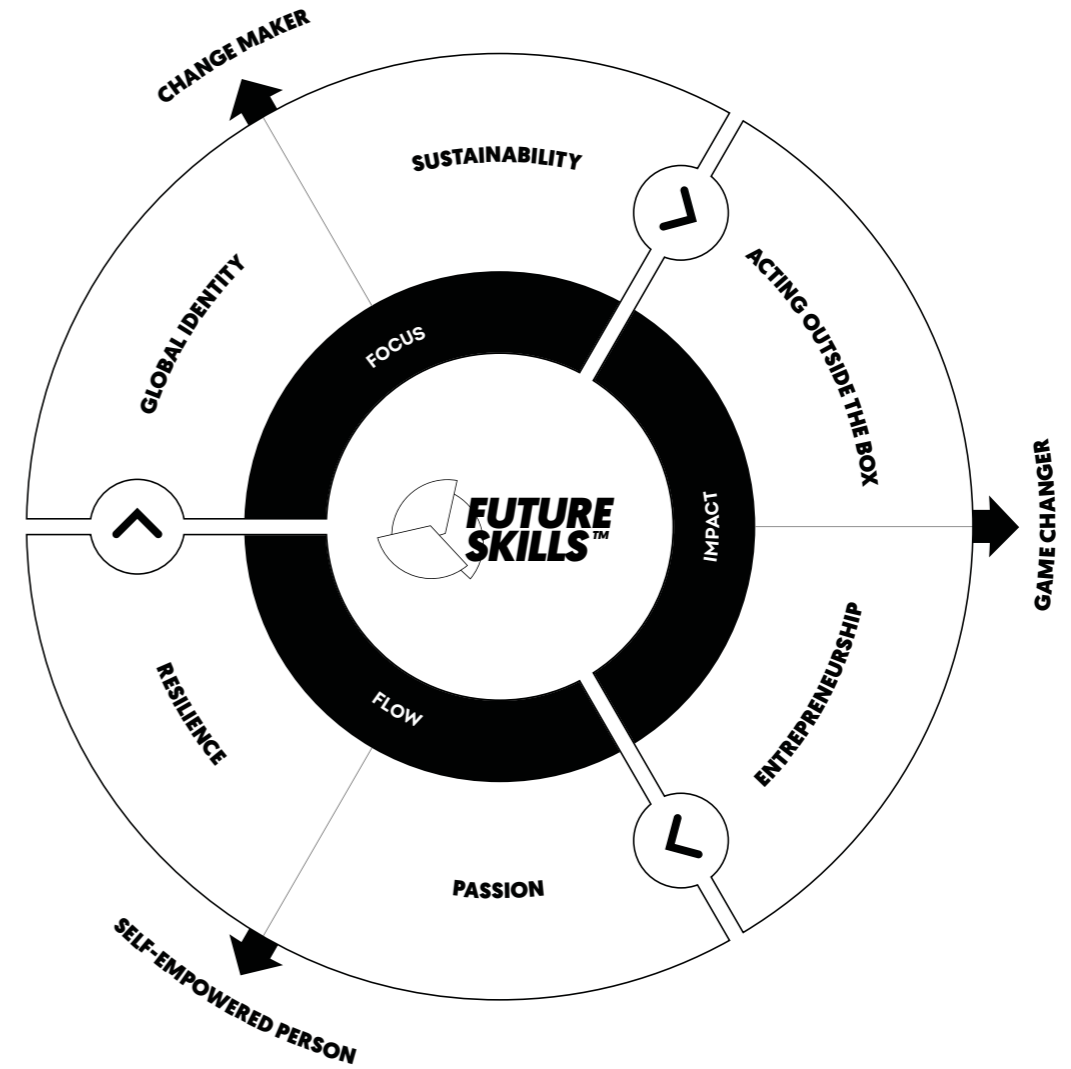 CHANGE MAKER
SUSTAINABILITY
GLOBAL IDENTITY
ACTING OUTSIDE THE BOX
FOCUS
GAME CHANGER
IMPACT
FUTURE
SKILLS™
ENTREPRENEURSHIP
RESILIENCE
FLOW
PASSION
SELF-EMPOWERED PERSON